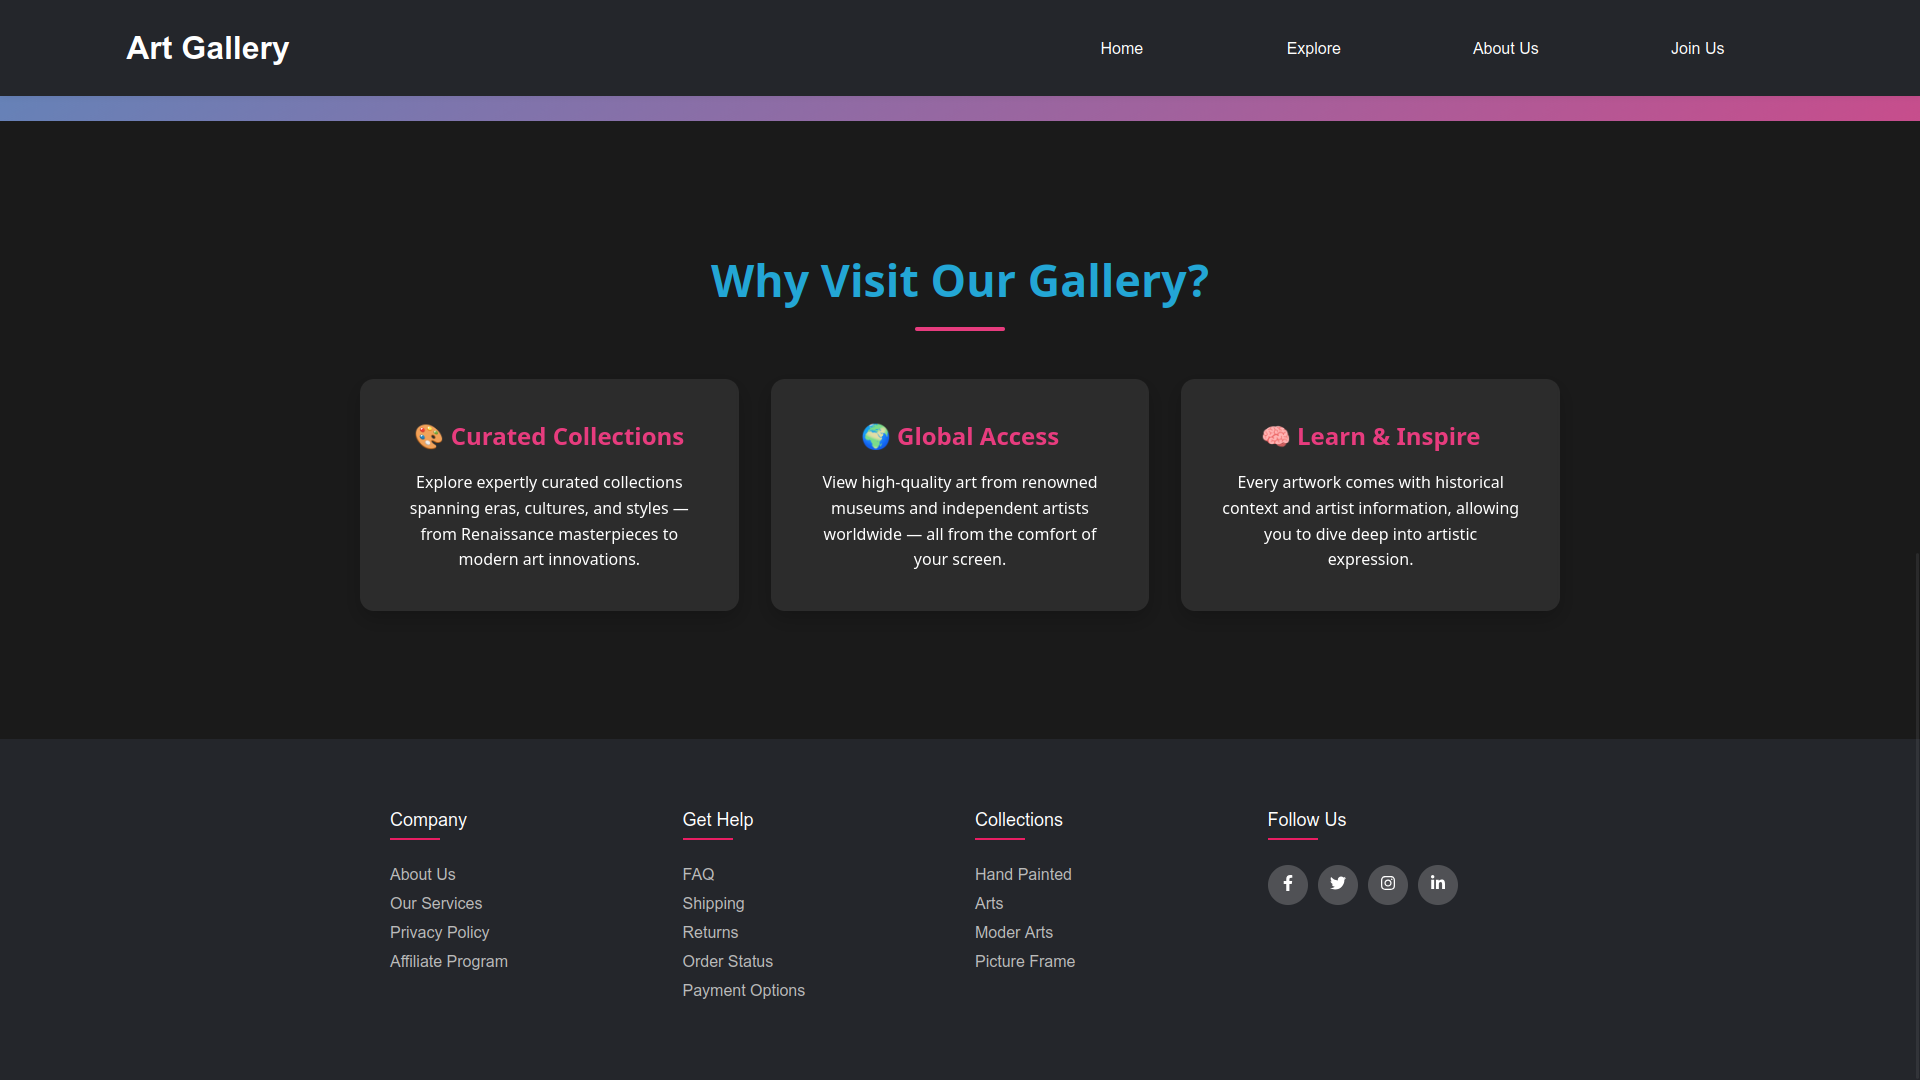 Art Gallery
Home
Explore
About Us
Join Us
Why Visit Our Gallery?
🎨 Curated Collections
Explore expertly curated collections
spanning eras, cultures, and styles —
from Renaissance masterpieces to
modern art innovations.
🌍 Global Access
View high-quality art from renowned
museums and independent artists
worldwide — all from the comfort of
your screen.
🧠 Learn & Inspire
Every artwork comes with historical
context and artist information, allowing
you to dive deep into artistic
expression.
Company
About Us
Our Services
Privacy Policy
Affiliate Program
Get Help
FAQ
Shipping
Returns
Order Status
Payment Options
Collections
Hand Painted
Arts
Moder Arts
Picture Frame
Follow Us